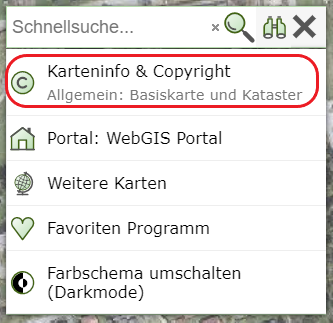 Schnellsuche...
×
Karteninfo & Copyright
Allgemein: Basiskarte und Kataster
Portal: WebGIS Portal
Weitere Karten
Favoriten Programm
Farbschema umschalten
(Darkmode)